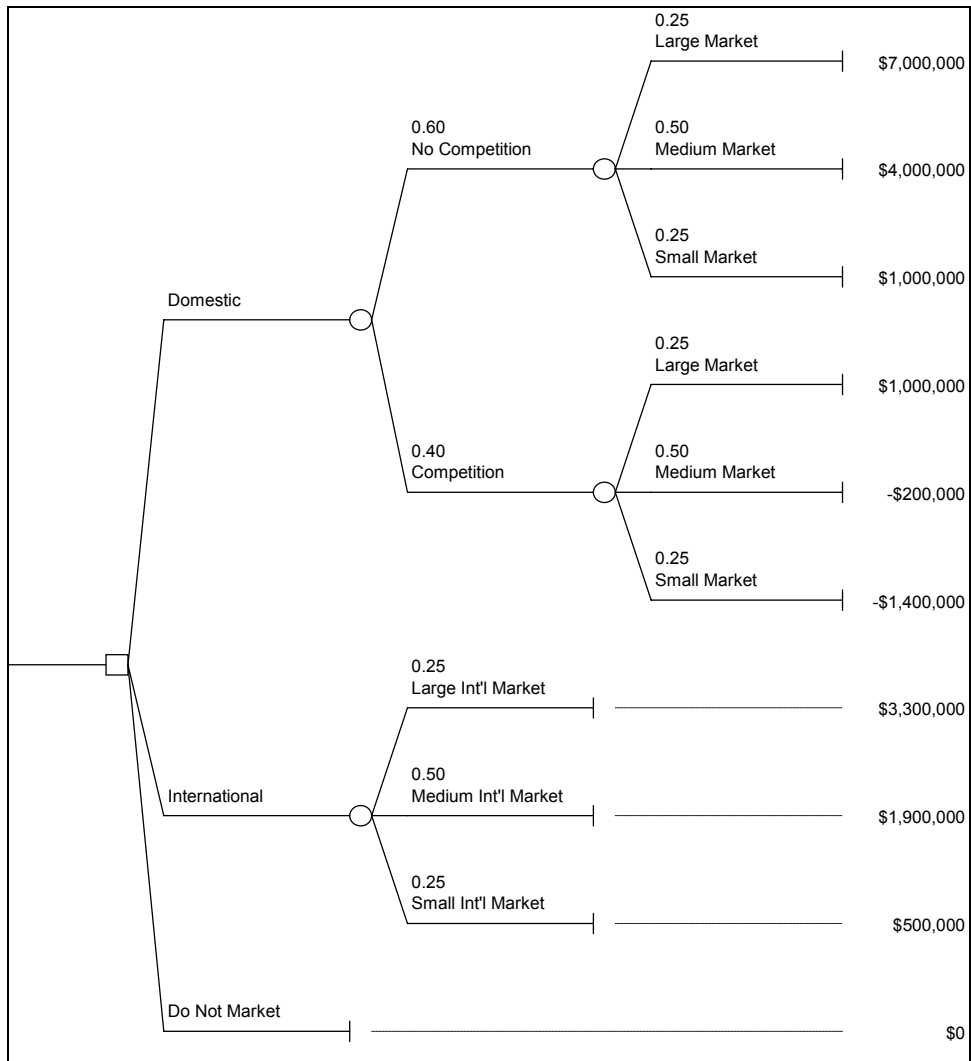 0.25
Large Market
$7,000,000
0.60
No Competition
0.50
Medium Market
$4,000,000
0.25
Small Market
$1,000,000
Domestic
0.25
Large Market
$1,000,000
0.40
Competition
0.50
Medium Market
-$200,000
0.25
Small Market
-$1,400,000
0.25
Large Int'l Market
$3,300,000
International
0.50
Medium Int'l Market
$1,900,000
0.25
Small Int'l Market
$500,000
Do Not Market
$0